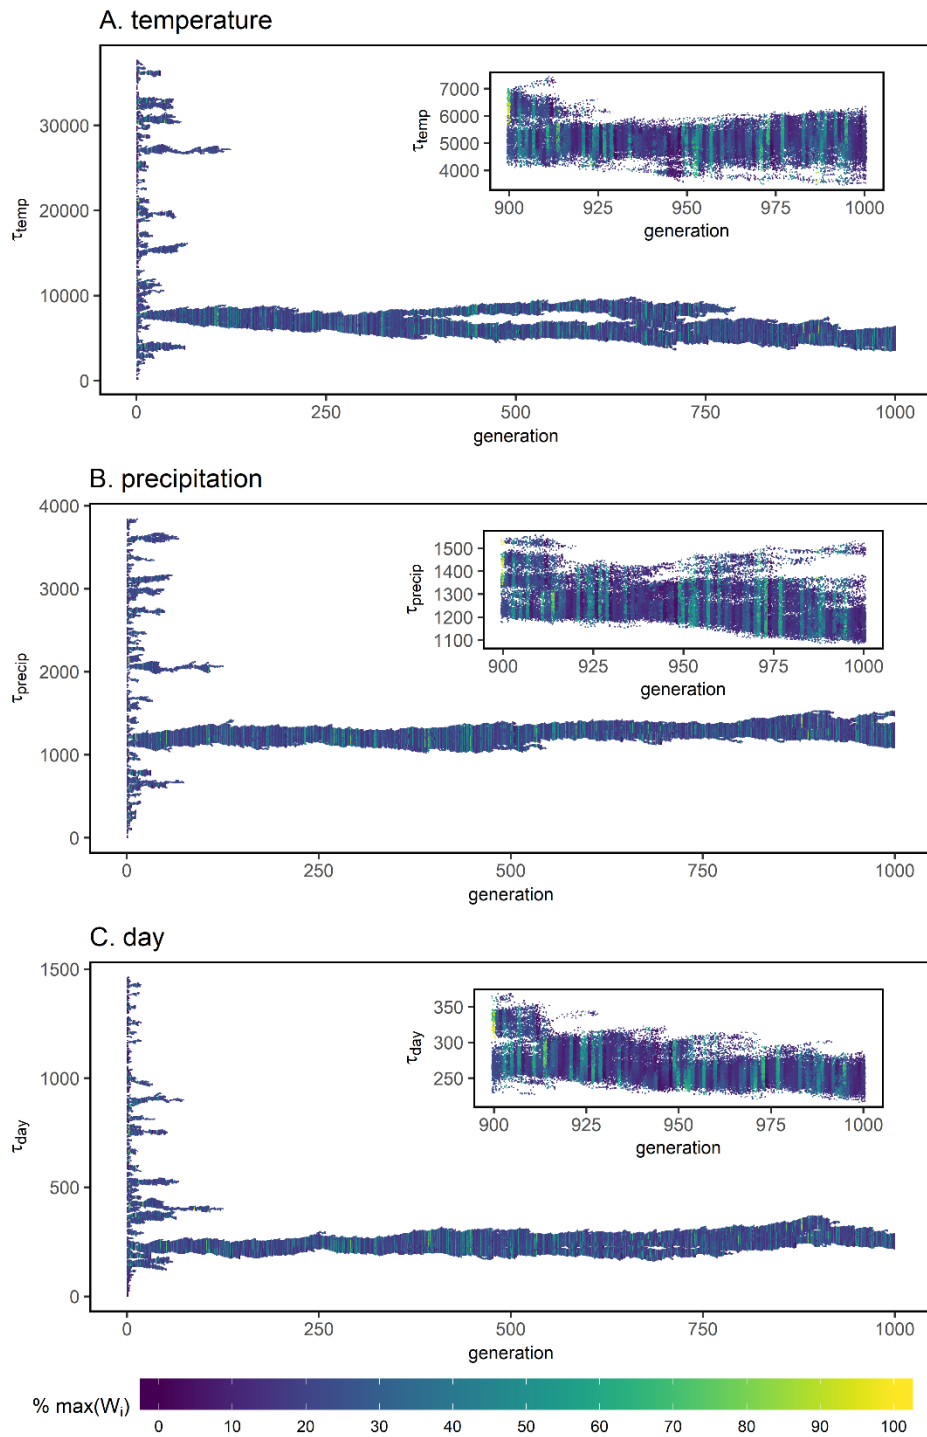 A. temperature
τtemp
30000
20000
10000
0
0 250 500 750 1000
generation
τtemp
7000
6000
5000
4000
900 925 950 975 1000
generation
B. precipitation
τprecip
4000
3000
2000
1000
0
0 250 500 750 1000
generation
τprecip
1500
1400
1300
1200
1100
900 925 950 975 1000
generation
C. day
τday
1500
1000
500
0
0 250 500 750 1000
generation
τday
350
300
250
900 925 950 975 1000
generation
% max(Wi)
0 10 20 30 40 50 60 70 80 90 100